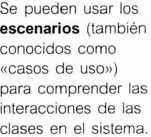 Se pueden usar los
escenarios (también
conocidos como
«casos de uso»)
para comprender las
interacciones de las
clases en el sistema.